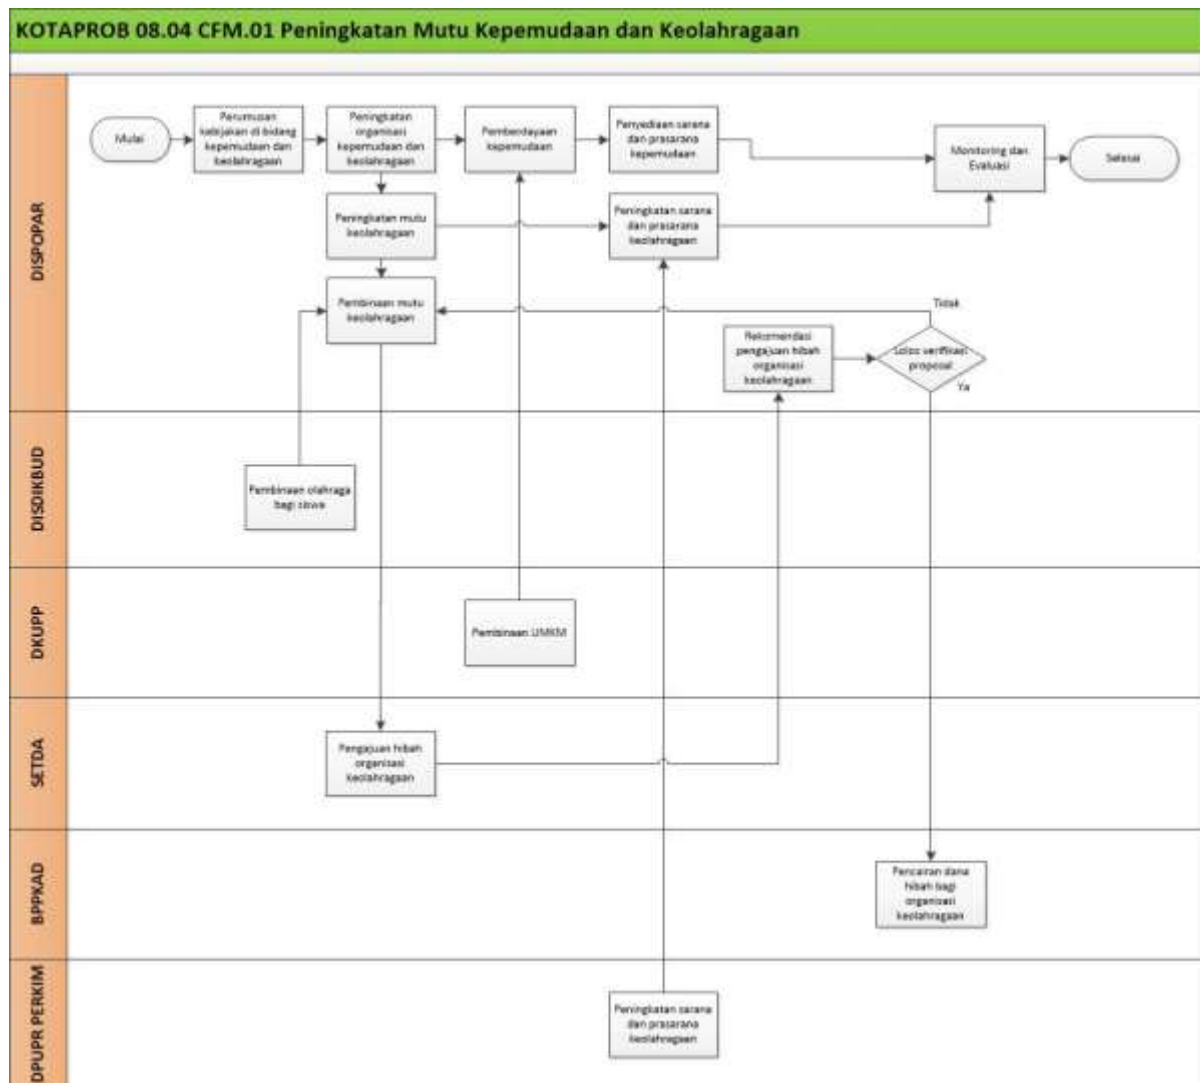 KOTAPROB 08.04 CFM.01 Peningkatan Mutu Kepemudaan dan Keolahragaan
DISPOPAR
Mulai
Perumusan
kebijakan di bidang
kepemudaan dan
keolahragaan
Peningkatan
organisasi
kepemudaan dan
keolahragaan
Pemberdayaan
kepemudaan
Penyediaan sarana
dan prasarana
kepemudaan
Monitoring dan
Evaluasi
Selesai
Peningkatan mutu
keolahragaan
Peningkatan sarana
dan prasarana
keolahragaan
Pembinaan mutu
keolahragaan
Rekomendasi
pengajuan hibah
organisasi
keolahragaan
Tidak
Lolos verifikasi
proposal
Ya
DISDIKBUD
Pembinaan olahraga
bagi siswa
DKUPP
Pembinaan UMKM
SETDA
Pengajuan hibah
organisasi
keolahragaan
BPPKAD
Pencairan dana
hibah bagi
organisasi
keolahragaan
DPUPR PERKIM
Peningkatan sarana
dan prasarana
keolahragaan